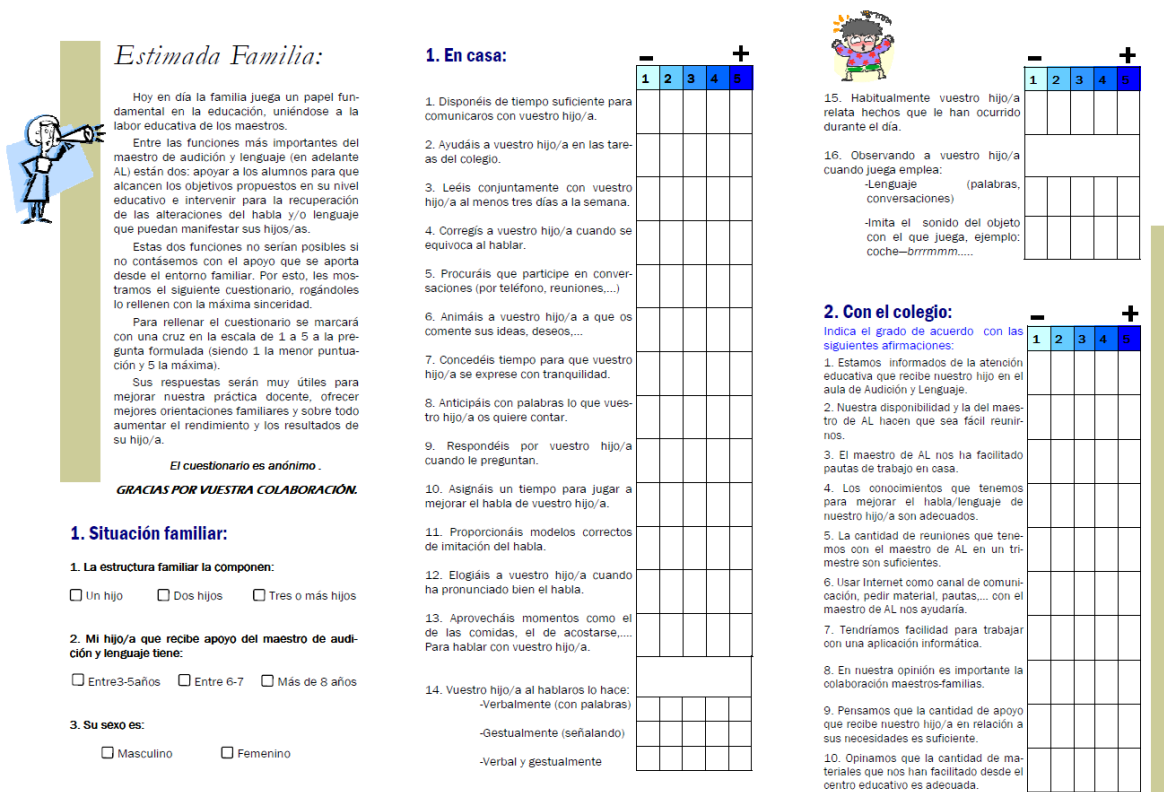 Estimada Familia:
Hoy en día la familia juega un papel fun-
damental en la educación, uniéndose a la
labor educativa de los maestros.
Entre las funciones más importantes del
maestro de audición y lenguaje (en adelante
AL) están dos: apoyar a los alumnos para que
alcancen los objetivos propuestos en su nivel
educativo e intervenir para la recuperación
de las alteraciones del habla y/o lenguaje
que puedan manifestar sus hijos/as.
Estas dos funciones no serían posibles si
no contásemos con el apoyo que se aporta
desde el entorno familiar. Por esto, les mos-
tramos el siguiente cuestionario, rogándoles
lo rellenen con la máxima sinceridad.
Para rellenar el cuestionario se marcará
con una cruz en la escala de 1 a 5 a la pre-
gunta formulada (siendo 1 la menor puntua-
ción y 5 la máxima).
Sus respuestas serán muy útiles para
mejorar nuestra práctica docente, ofrecer
mejores orientaciones familiares y sobre todo
aumentar el rendimiento y los resultados de
su hijo/a.
El cuestionario es anónimo .
GRACIAS POR VUESTRA COLABORACIÓN.
1. Situación familiar:
1. La estructura familiar la componen:
Un hijo Dos hijos Tres o más hijos
2. Mi hijo/a que recibe apoyo del maestro de audi-
ción y lenguaje tiene:
Entre3-5años Entre 6-7 Más de 8 años
3. Su sexo es:
Masculino Femenino
1. En casa:
- +
1 2 3 4 5
1. Disponéis de tiempo suficiente para
comunicaros con vuestro hijo/a.
2. Ayudáis a vuestro hijo/a en las tare-
as del colegio.
3. Leéis conjuntamente con vuestro
hijo/a al menos tres días a la semana.
4. Corregís a vuestro hijo/a cuando se
equivoca al hablar.
5. Procuráis que participe en conver-
saciones (por teléfono, reuniones,...)
6. Animáis a vuestro hijo/a a que os
comente sus ideas, deseos,...
7. Concedéis tiempo para que vuestro
hijo/a se exprese con tranquilidad.
8. Anticipáis con palabras lo que vues-
tro hijo/a os quiere contar.
9. Respondéis por vuestro hijo/a
cuando le preguntan.
10. Asignáis un tiempo para jugar a
mejorar el habla de vuestro hijo/a.
11. Proporcionáis modelos correctos
de imitación del habla.
12. Elogiáis a vuestro hijo/a cuando
ha pronunciado bien el habla.
13. Aprovecháis momentos como el
de las comidas, el de acostarse,....
Para hablar con vuestro hijo/a.
14. Vuestro hijo/a al hablaros lo hace:
-Verbalmente (con palabras)
-Gestualmente (señalando)
-Verbal y gestualmente
- +
1 2 3 4 5
15. Habitualmente vuestro hijo/a
relata hechos que le han ocurrido
durante el día.
16. Observando a vuestro hijo/a
cuando juega emplea:
-Lenguaje (palabras,
conversaciones)
-Imita el sonido del objeto
con el que juega, ejemplo:
coche—brrmmm.....
2. Con el colegio:
- +
1 2 3 4 5
Indica el grado de acuerdo con las
siguientes afirmaciones:
1. Estamos informados de la atención
educativa que recibe nuestro hijo en el
aula de Audición y Lenguaje.
2. Nuestra disponibilidad y la del maes-
tro de AL hacen que sea fácil reunir-
nos.
3. El maestro de AL nos ha facilitado
pautas de trabajo en casa.
4. Los conocimientos que tenemos
para mejorar el habla/lenguaje de
nuestro hijo/a son adecuados.
5. La cantidad de reuniones que tene-
mos con el maestro de AL en un tri-
mestre son suficientes.
6. Usar Internet como canal de comuni-
cación, pedir material, pautas,... con el
maestro de AL nos ayudaría.
7. Tendríamos facilidad para trabajar
con una aplicación informática.
8. En nuestra opinión es importante la
colaboración maestros-familias.
9. Pensamos que la cantidad de apoyo
que recibe nuestro hijo/a en relación a
sus necesidades es suficiente.
10. Opinamos que la cantidad de ma-
teriales que nos han facilitado desde el
centro educativo es adecuada.